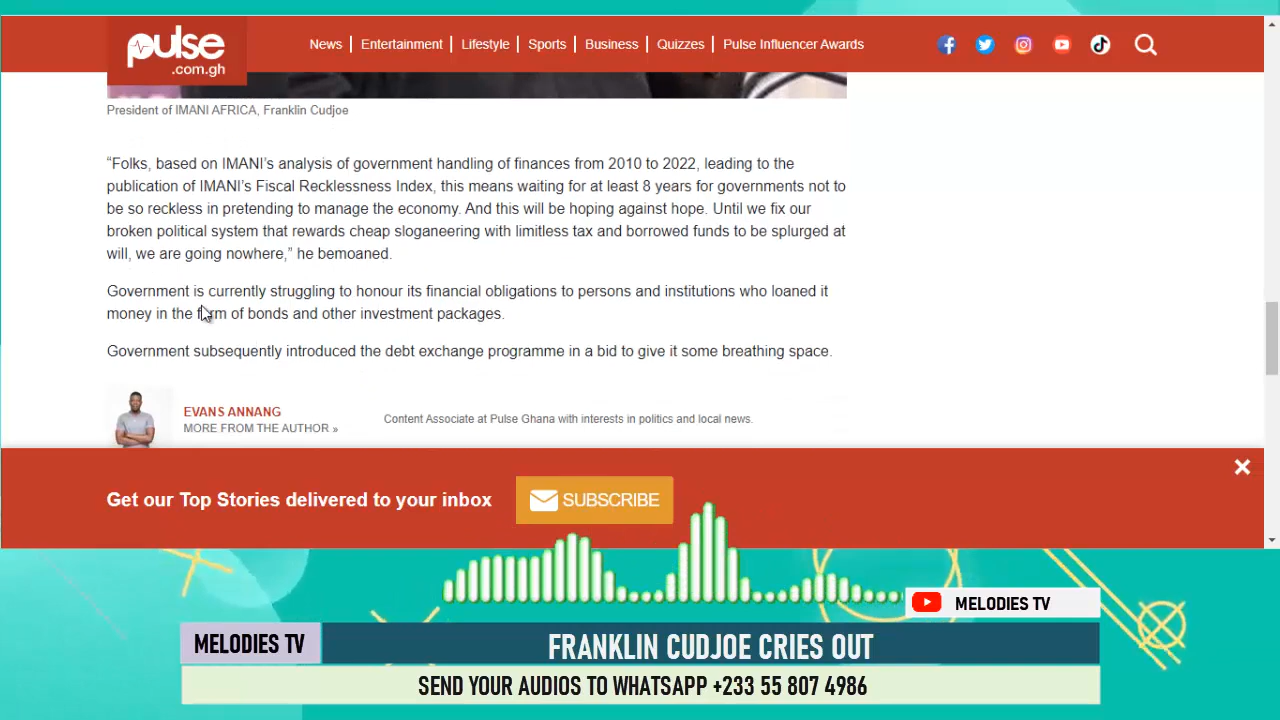 pulse
.com.gh
News
Entertainment
Lifestyle
Sports
Business
Quizzes
Pulse Influencer Awards
President of IMANI AFRICA, Franklin Cudjoe
“Folks, based on IMANI’s analysis of government handling of finances from 2010 to 2022, leading to the
publication of IMANI’s Fiscal Recklessness Index, this means waiting for at least 8 years for governments not to
be so reckless in pretending to manage the economy. And this will be hoping against hope. Until we fix our
broken political system that rewards cheap sloganeering with limitless tax and borrowed funds to be splurged at
will, we are going nowhere,” he bemoaned.
Government is currently struggling to honour its financial obligations to persons and institutions who loaned it
money in the form of bonds and other investment packages.
Government subsequently introduced the debt exchange programme in a bid to give it some breathing space.
EVANS ANNANG
MORE FROM THE AUTHOR »
Content Associate at Pulse Ghana with interests in politics and local news.
Get our Top Stories delivered to your inbox
SUBSCRIBE
MELODIES TV
MELODIES TV
FRANKLIN CUDJOE CRIES OUT
SEND YOUR AUDIOS TO WHATSAPP +233 55 807 4986